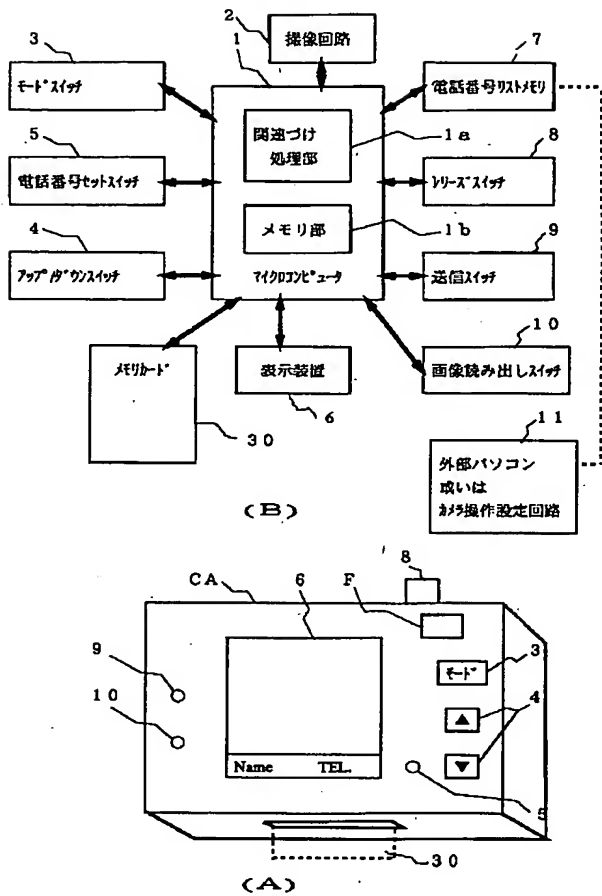 2
撮像回路
3
モードスイッチ
1
7
電話番号リストメモリ
関連づけ
処理部
1a
5
電話番号セットスイッチ
8
レリーズスイッチ
メモリ部
1b
4
アップ/ダウンスイッチ
マイクロコンピュータ
9
送信スイッチ
メモリカード
30
表示装置
6
10
画像読み出しスイッチ
11
外部パソコン
或いは
カメラ操作設定回路
(B)
CA
6
F
8
9
10
3
モード
4
▲
▼
Name TEL.
5
30
(A)